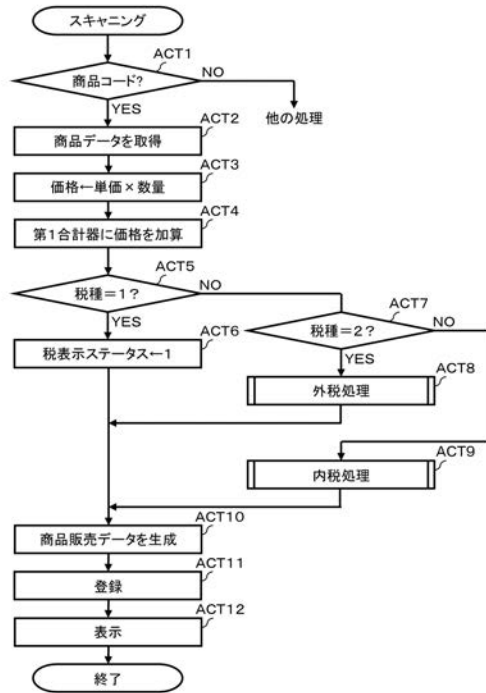 スキャニング
ACT1
商品コード?
NO
YES
他の処理
ACT2
商品データを取得
ACT3
価格←単価×数量
ACT4
第1合計器に価格を加算
ACT5
税種=1?
NO
YES
ACT6
税表示ステータス←1
ACT7
税種=2?
NO
YES
ACT8
外税処理
ACT9
内税処理
ACT10
商品販売データを生成
ACT11
登録
ACT12
表示
終了